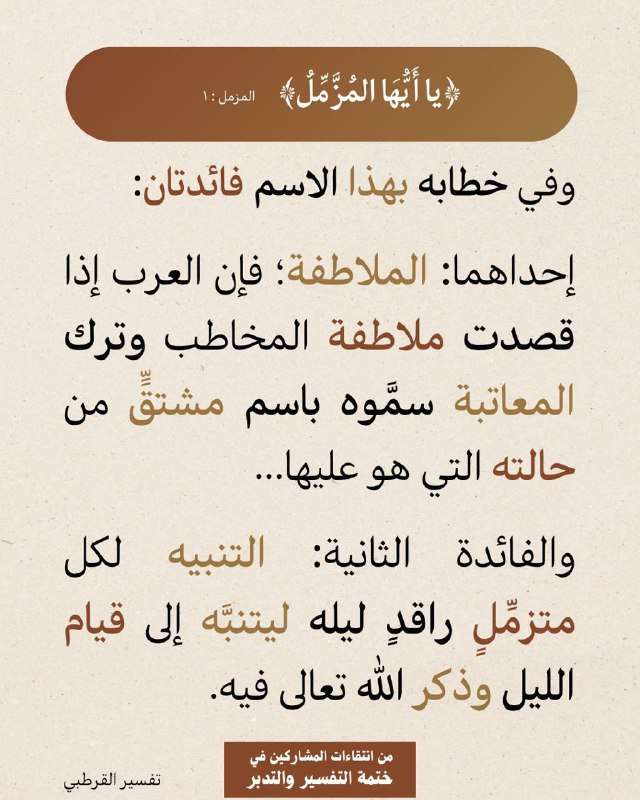 ﴿يا أَيُّهَا المُزَّمِّلُ﴾ المزمل : ١
وفي خطابه بهذا الاسم فائدتان:
إحداهما: الملاطفة؛ فإن العرب إذا
قصدت ملاطفة المخاطب وترك
المعاتبة سمَّوه باسم مشتقٍّ من
حالته التي هو عليها...
والفائدة الثانية: التنبيه لكل
متزمِّلٍ راقدٍ ليله ليتنبَّه إلى قيام
الليل وذكر الله تعالى فيه.
من انتقاءات المشاركين في
ختمة التفسير والتدبر
تفسير القرطبي